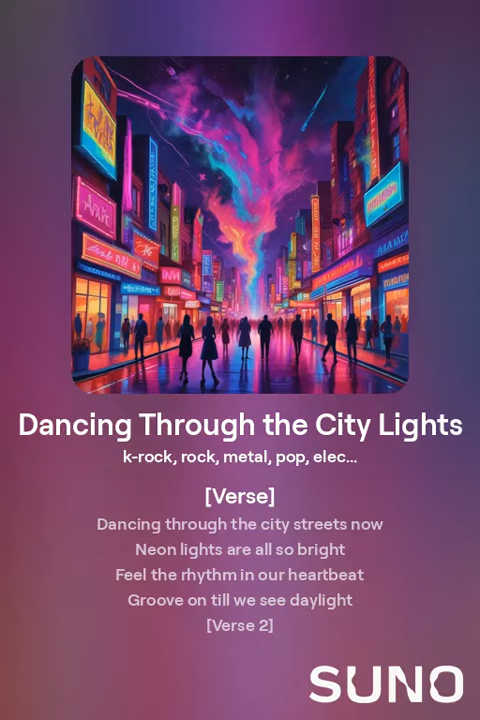 Dancing Through the City Lights
k-rock, rock, metal, pop, elec...
[Verse]
Dancing through the city streets now
Neon lights are all so bright
Feel the rhythm in our heartbeat
Groove on till we see daylight
[Verse 2]
SUNO